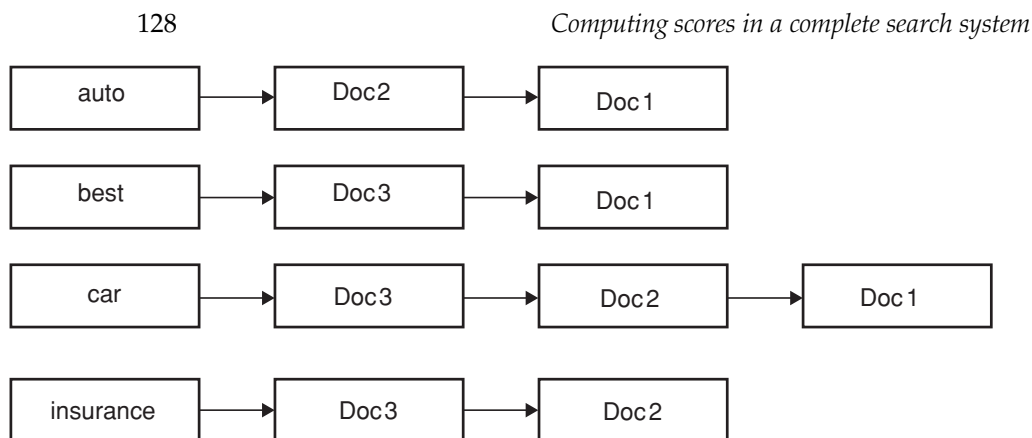 128 Computing scores in a complete search system
auto Doc2 Doc1
best Doc3 Doc1
car Doc3 Doc2 Doc1
insurance Doc3 Doc2